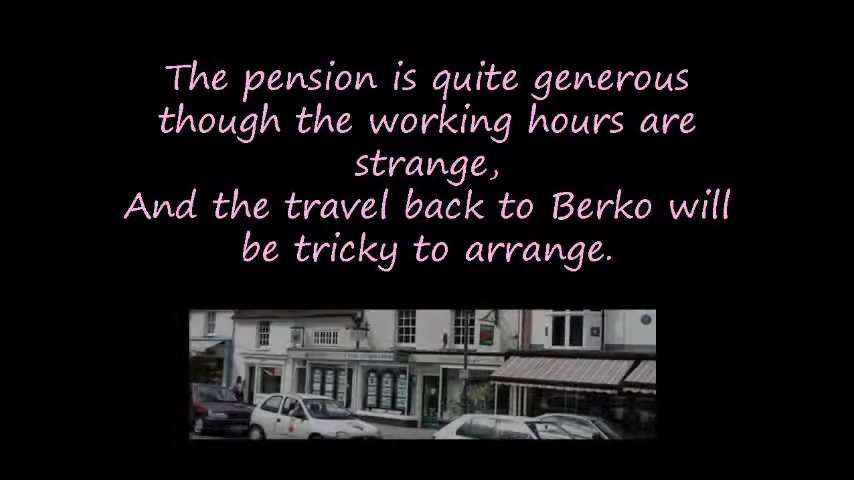 The pension is quite generous
though the working hours are
strange,
And the travel back to Berko will
be tricky to arrange.